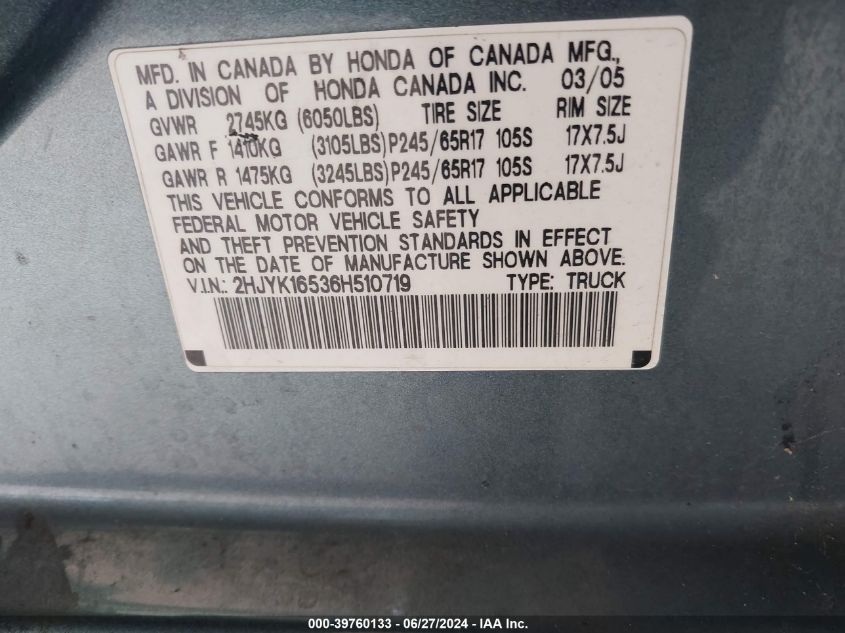 MFD. IN CANADA BY HONDA OF CANADA MFG.,
A DIVISION OF HONDA CANADA INC. 03/05
GVWR 2745KG (6050LBS) TIRE SIZE RIM SIZE
GAWR F 1410KG (3105LBS) P245/65R17 105S 17X7.5J
GAWR R 1475KG (3245LBS) P245/65R17 105S 17X7.5J
THIS VEHICLE CONFORMS TO ALL APPLICABLE
FEDERAL MOTOR VEHICLE SAFETY
AND THEFT PREVENTION STANDARDS IN EFFECT
ON THE DATE OF MANUFACTURE SHOWN ABOVE.
V.I.N.: 2HJYK16536H510719 TYPE: TRUCK
000-39760133 - 06/27/2024 - IAA Inc.